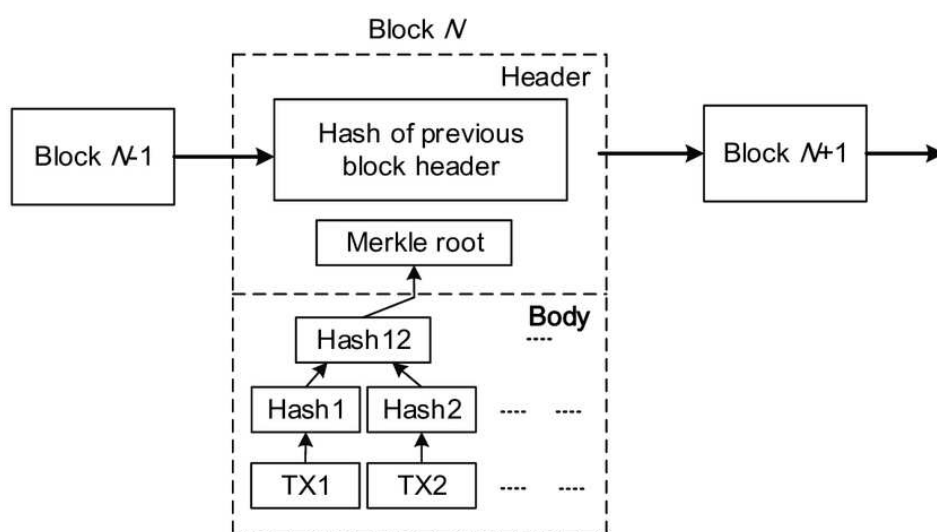 Block N
Header
Block N-1
Hash of previous
block header
Block N+1
Merkle root
Body
Hash12
Hash1
Hash2
TX1
TX2